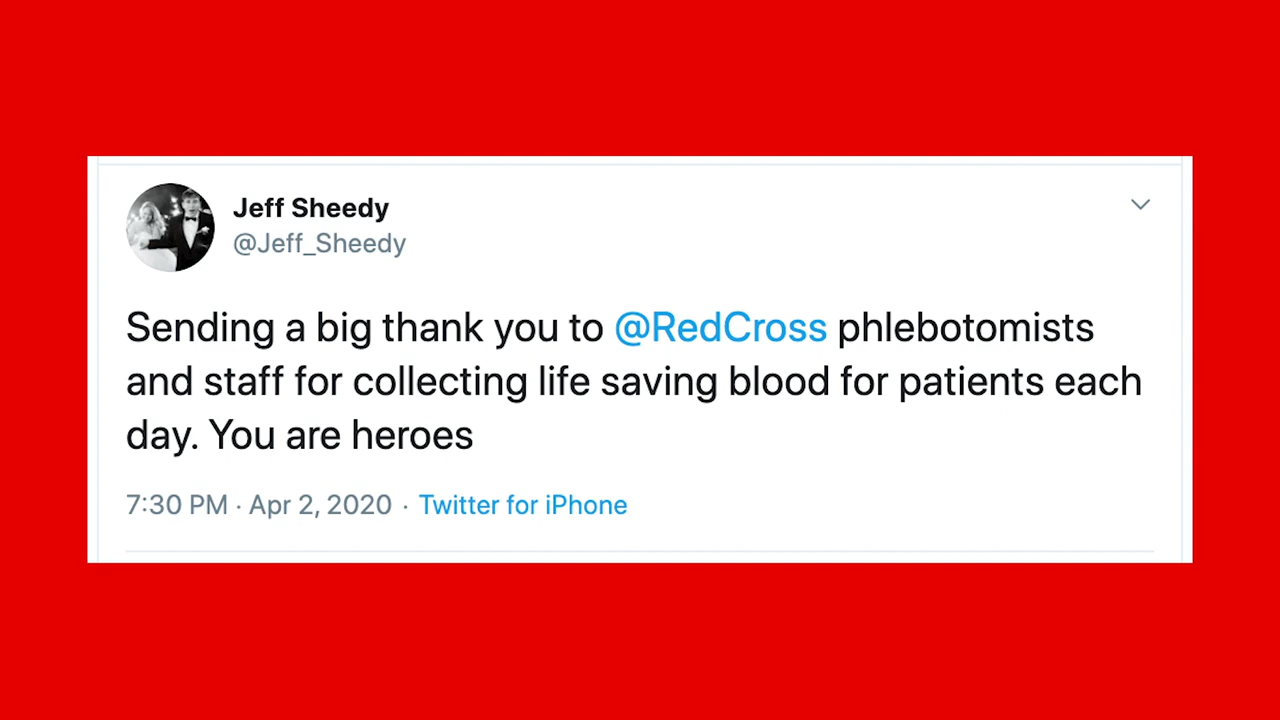 Jeff Sheedy
@Jeff_Sheedy
Sending a big thank you to @RedCross phlebotomists
and staff for collecting life saving blood for patients each
day. You are heroes
7:30 PM · Apr 2, 2020 · Twitter for iPhone